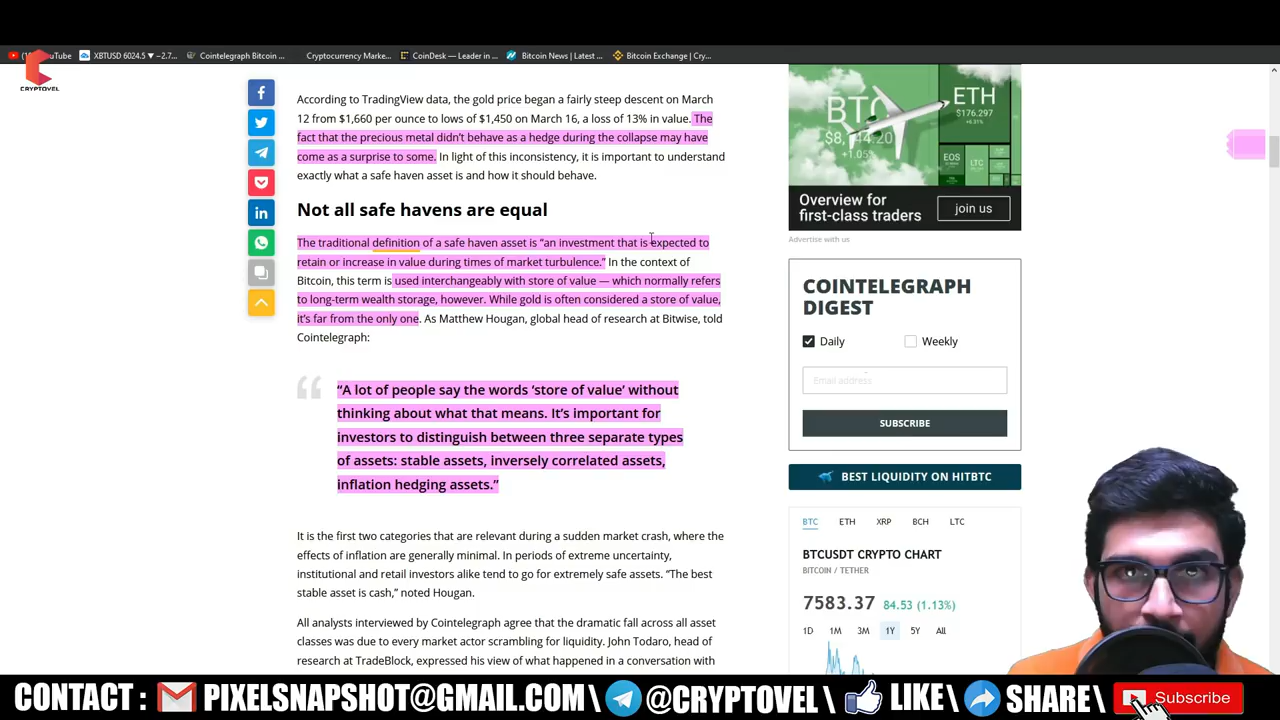 YouTube
XBTUSD 6024.5 ▼ −2.7...
Cointelegraph Bitcoin ...
Cryptocurrency Marke...
CoinDesk — Leader in ...
Bitcoin News | Latest ...
Bitcoin Exchange | Cry...
CRYPTOVEL
According to TradingView data, the gold price began a fairly steep descent on March
12 from $1,660 per ounce to lows of $1,450 on March 16, a loss of 13% in value. The
fact that the precious metal didn’t behave as a hedge during the collapse may have
come as a surprise to some. In light of this inconsistency, it is important to understand
exactly what a safe haven asset is and how it should behave.
Not all safe havens are equal
The traditional definition of a safe haven asset is “an investment that is expected to
retain or increase in value during times of market turbulence.” In the context of
Bitcoin, this term is used interchangeably with store of value — which normally refers
to long-term wealth storage, however. While gold is often considered a store of value,
it’s far from the only one. As Matthew Hougan, global head of research at Bitwise, told
Cointelegraph:
“A lot of people say the words ‘store of value’ without
thinking about what that means. It’s important for
investors to distinguish between three separate types
of assets: stable assets, inversely correlated assets,
inflation hedging assets.”
It is the first two categories that are relevant during a sudden market crash, where the
effects of inflation are generally minimal. In periods of extreme uncertainty,
institutional and retail investors alike tend to go for extremely safe assets. “The best
stable asset is cash,” noted Hougan.
All analysts interviewed by Cointelegraph agree that the dramatic fall across all asset
classes was due to every market actor scrambling for liquidity. John Todaro, head of
research at TradeBlock, expressed his view of what happened in a conversation with
BTC
$8,144.20
+1.05%
ETH
$176.297
+6.31%
EOS
LTC
Overview for
first-class traders
join us
Advertise with us
COINTELEGRAPH
DIGEST
Daily
Weekly
Email address
SUBSCRIBE
BEST LIQUIDITY ON HITBTC
BTC ETH XRP BCH LTC
BTCUSDT CRYPTO CHART
BITCOIN / TETHER
7583.37 84.53 (1.13%)
1D 1M 3M 1Y 5Y All
CONTACT : PIXELSNAPSHOT@GMAIL.COM \ @CRYPTOVEL \ LIKE \ SHARE \ Subscribe